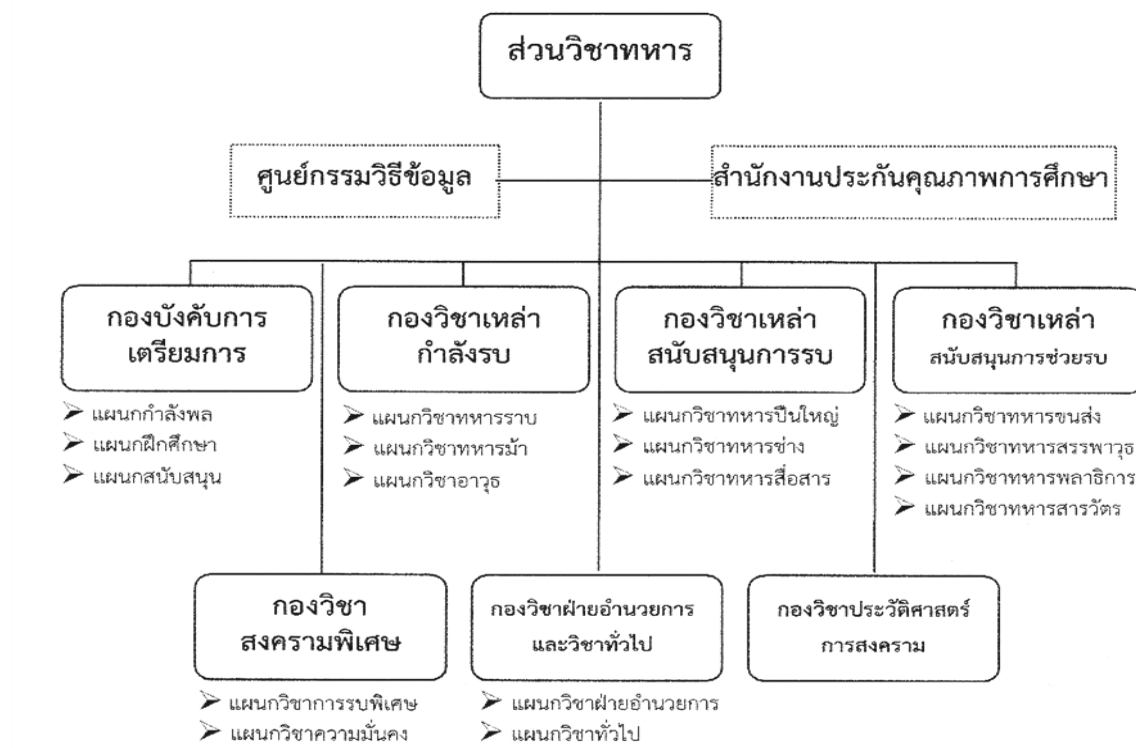 ส่วนวิชาทหาร
ศูนย์กรรมวิธีข้อมูล
สำนักงานประกันคุณภาพการศึกษา
กองบังคับการ
เตรียมการ
➢ แผนกกำลังพล
➢ แผนกฝึกศึกษา
➢ แผนกสนับสนุน
กองวิชาเหล่า
กำลังรบ
➢ แผนกวิชาทหารราบ
➢ แผนกวิชาทหารม้า
➢ แผนกวิชาอาวุธ
กองวิชาเหล่า
สนับสนุนการรบ
➢ แผนกวิชาทหารปืนใหญ่
➢ แผนกวิชาทหารช่าง
➢ แผนกวิชาทหารสื่อสาร
กองวิชาเหล่า
สนับสนุนการช่วยรบ
➢ แผนกวิชาทหารขนส่ง
➢ แผนกวิชาทหารสรรพาวุธ
➢ แผนกวิชาทหารพลาธิการ
➢ แผนกวิชาทหารสารวัตร
กองวิชา
สงครามพิเศษ
➢ แผนกวิชาการรบพิเศษ
➢ แผนกวิชาความมั่นคง
กองวิชาฝ่ายอำนวยการ
และวิชาทั่วไป
➢ แผนกวิชาฝ่ายอำนวยการ
➢ แผนกวิชาทั่วไป
กองวิชาประวัติศาสตร์
การสงคราม